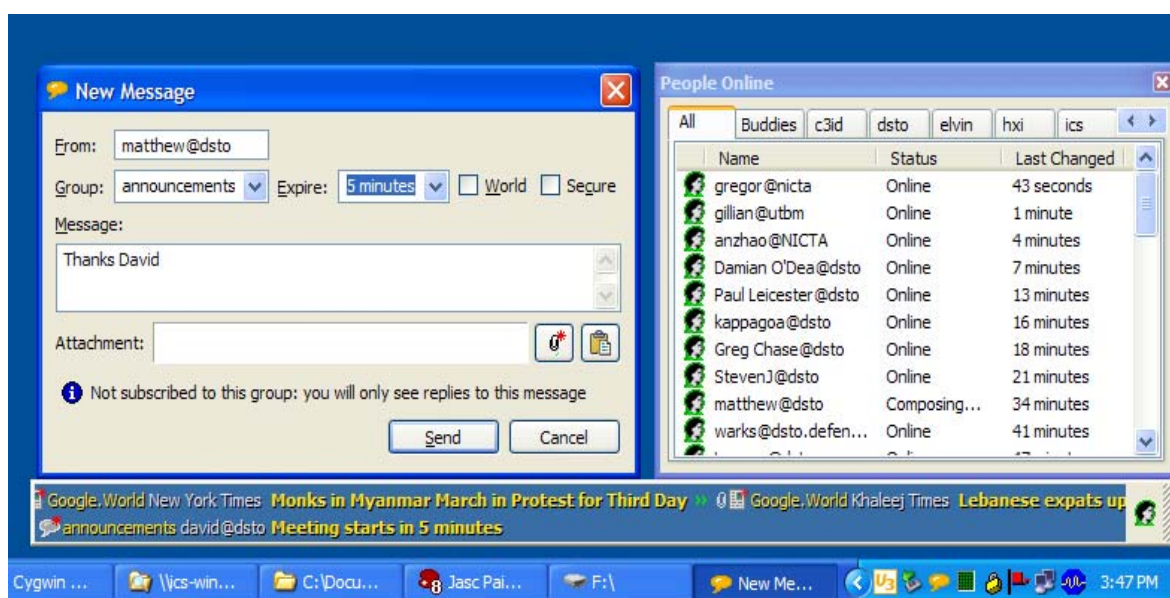 New Message
From: matthew@dsto
Group: announcements Expire: 5 minutes World Secure
Message:
Thanks David
Attachment:
Not subscribed to this group: you will only see replies to this message
Send Cancel
People Online
All Buddies c3id dsto elvin hxi ics
Name Status Last Changed
gregor@nicta Online 43 seconds
gillian@utbm Online 1 minute
anzhao@NICTA Online 4 minutes
Damian O'Dea@dsto Online 7 minutes
Paul Leicester@dsto Online 13 minutes
kappagoa@dsto Online 16 minutes
Greg Chase@dsto Online 18 minutes
StevenJ@dsto Online 21 minutes
matthew@dsto Composing... 34 minutes
warks@dsto.defen... Online 41 minutes
Google.World New York Times Monks in Myanmar March in Protest for Third Day » Google.World Khaleej Times Lebanese expats up
announcements david@dsto Meeting starts in 5 minutes
Cygwin ... \\ics-win... C:\Docu... Jasc Pai... F:\ New Me... 3:47 PM